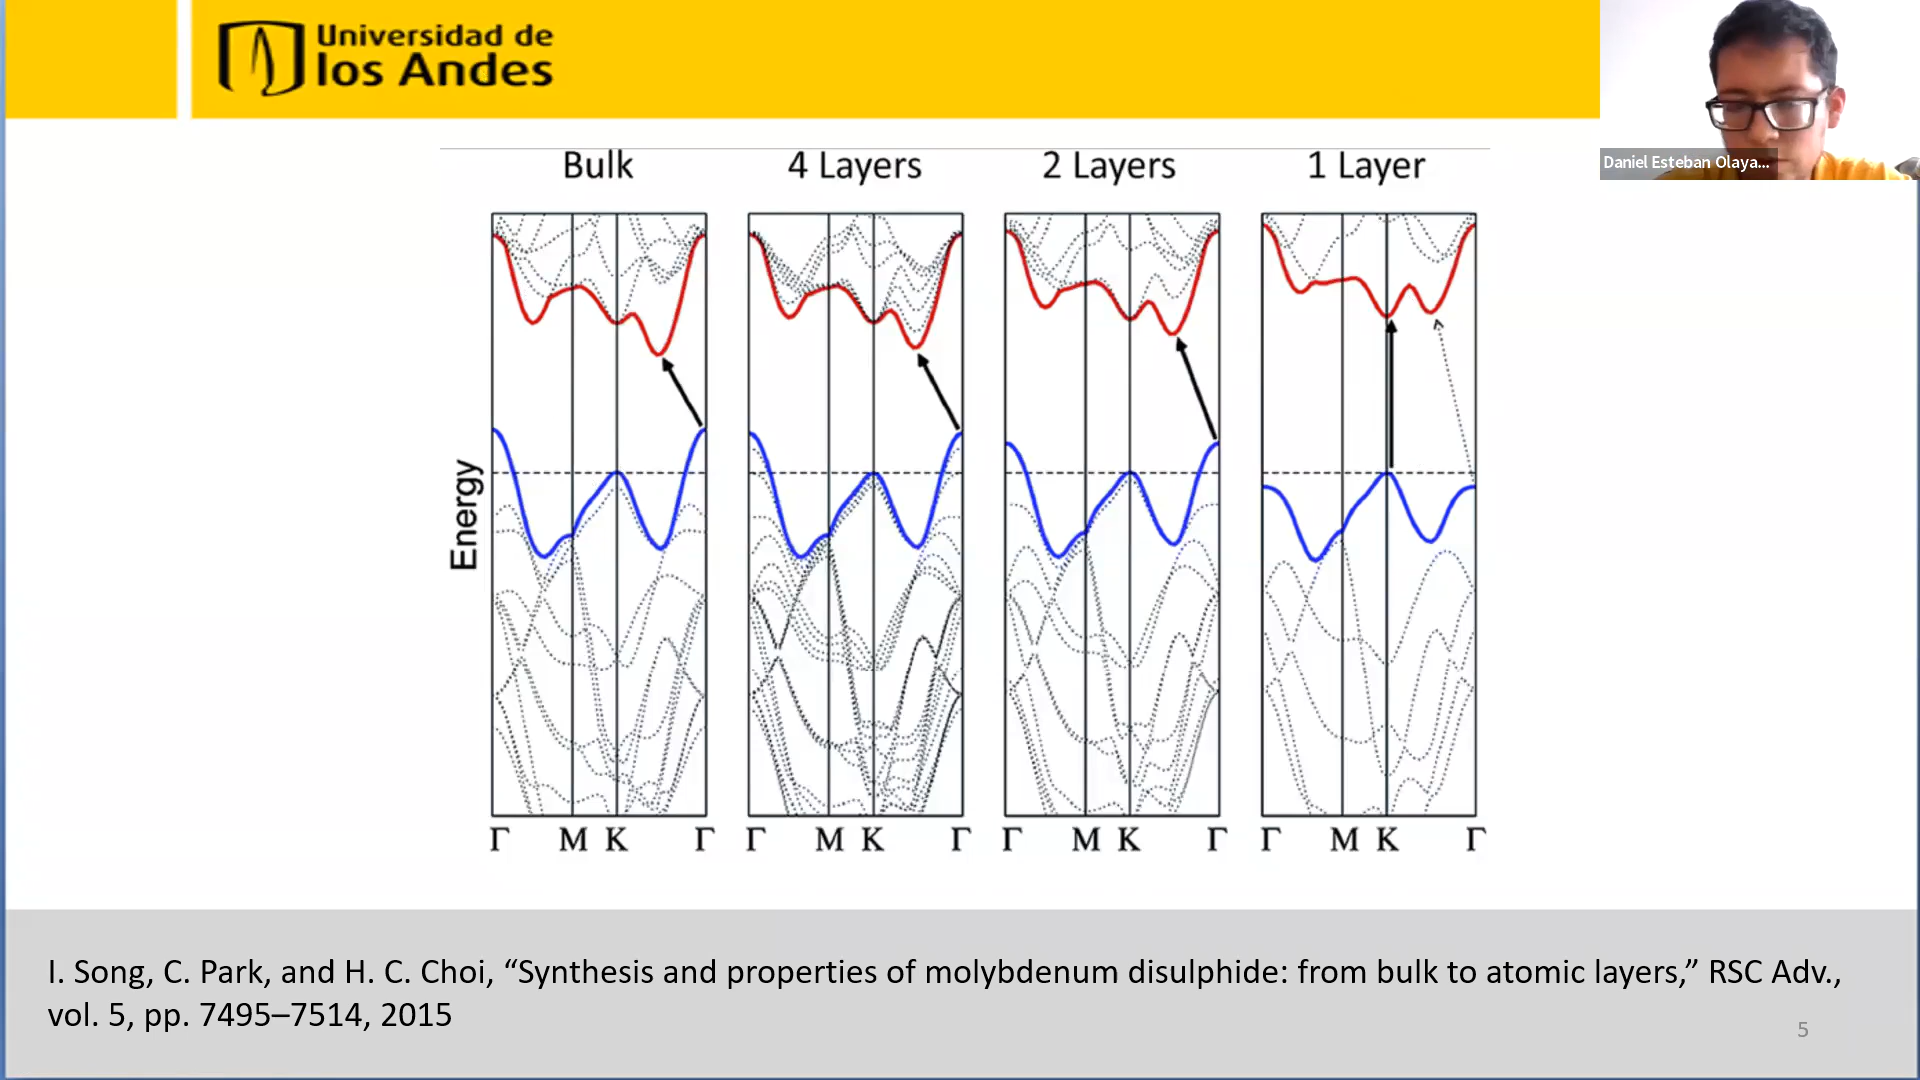 Universidad de
los Andes
Daniel Esteban Olaya...
Bulk
4 Layers
2 Layers
1 Layer
Energy
Γ M K Γ
Γ M K Γ
Γ M K Γ
Γ M K Γ
I. Song, C. Park, and H. C. Choi, “Synthesis and properties of molybdenum disulphide: from bulk to atomic layers,” RSC Adv.,
vol. 5, pp. 7495–7514, 2015
5